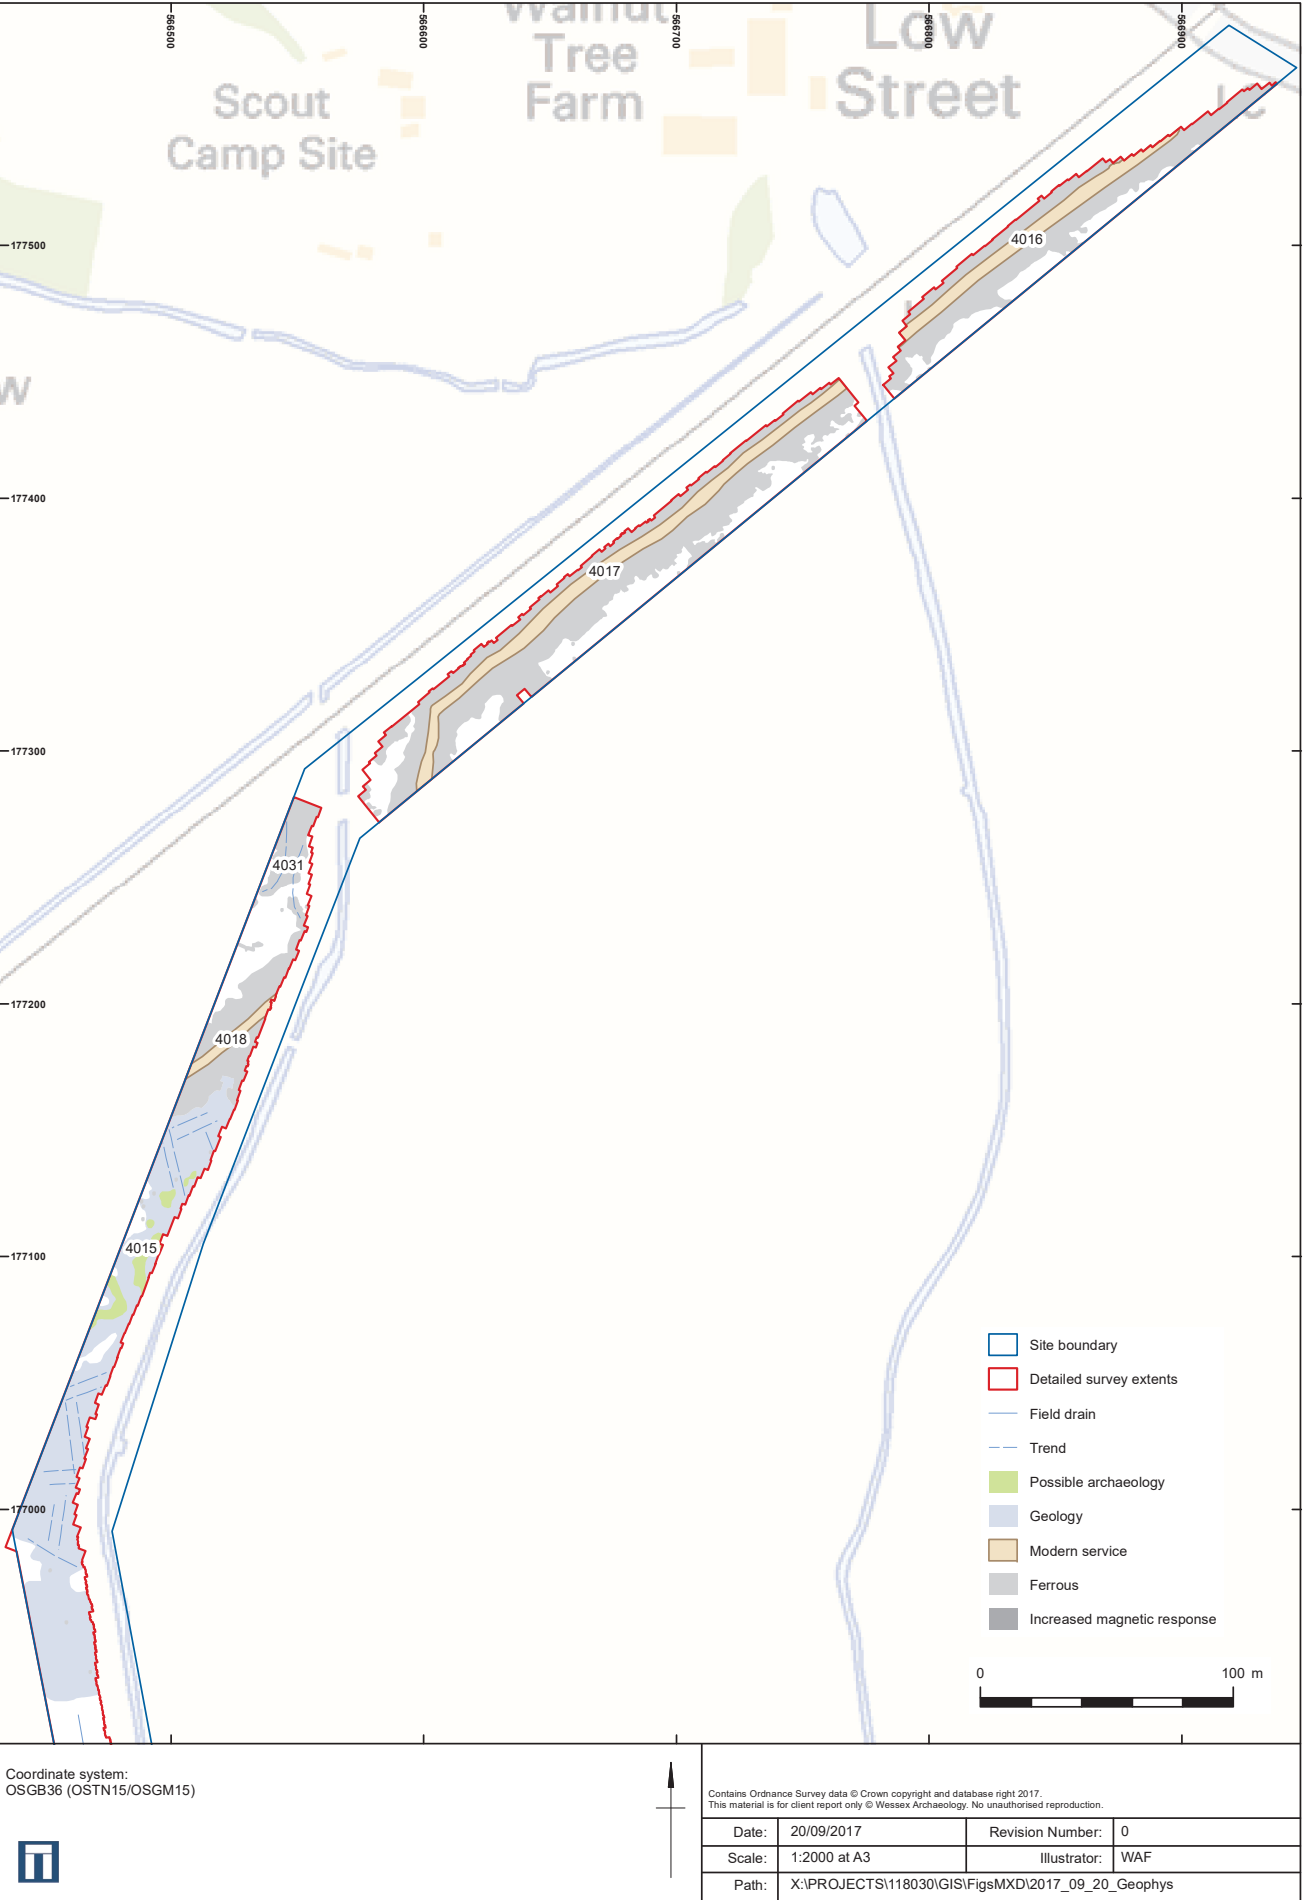 566500
566600
566700
566800
566900
Walnut
Tree
Farm
Low
Street
Scout
Camp Site
LC
177500
4016
W
177400
4017
177300
4031
177200
4018
177100
4015
177000
Site boundary
Detailed survey extents
Field drain
Trend
Possible archaeology
Geology
Modern service
Ferrous
Increased magnetic response
0 100 m
Coordinate system:
OSGB36 (OSTN15/OSGM15)
Contains Ordnance Survey data © Crown copyright and database right 2017.
This material is for client report only © Wessex Archaeology. No unauthorised reproduction.
Date: 20/09/2017 Revision Number: 0
Scale: 1:2000 at A3 Illustrator: WAF
Path: X:\PROJECTS\118030\GIS\FigsMXD\2017_09_20_Geophys